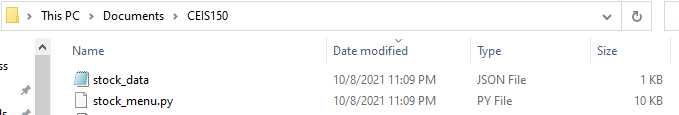 This PC > Documents > CEIS150
Name Date modified Type Size
ss
stock_data 10/8/2021 11:09 PM JSON File 1 KB
stock_menu.py 10/8/2021 11:09 PM PY File 10 KB